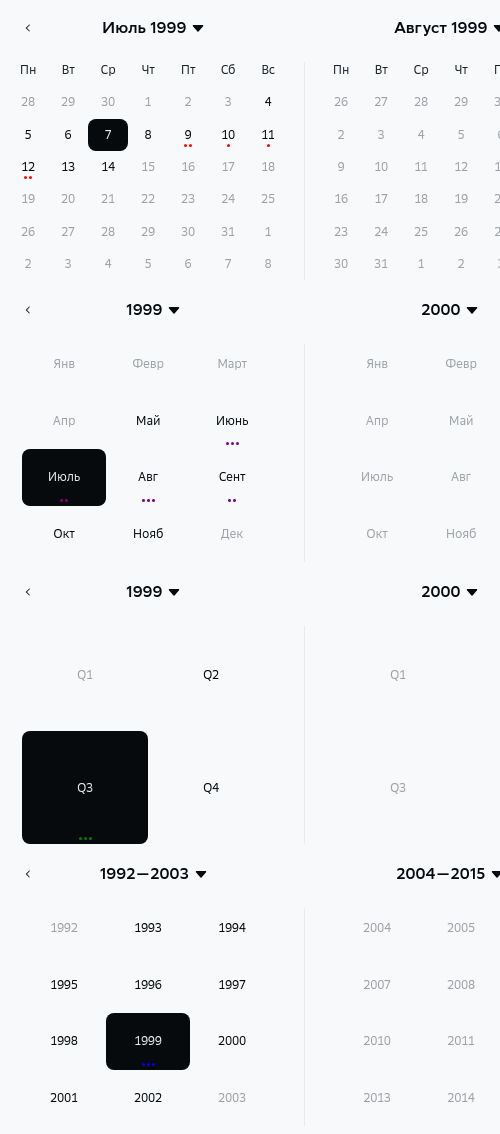 Июль 1999 Август 1999
Пн Вт Ср Чт Пт Сб Вс Пн Вт Ср Чт
28 29 30 1 2 3 4 26 27 28 29
5 6 7 8 9 10 11 2 3 4 5
12 13 14 15 16 17 18 9 10 11 12
19 20 21 22 23 24 25 16 17 18 19
26 27 28 29 30 31 1 23 24 25 26
2 3 4 5 6 7 8 30 31 1 2
1999 2000
Янв Февр Март Янв Февр
Апр Май Июнь Апр Май
Июль Авг Сент Июль Авг
Окт Нояб Дек Окт Нояб
1999 2000
Q1 Q2 Q1
Q3 Q4 Q3
1992—2003 2004—2015
1992 1993 1994 2004 2005
1995 1996 1997 2007 2008
1998 1999 2000 2010 2011
2001 2002 2003 2013 2014